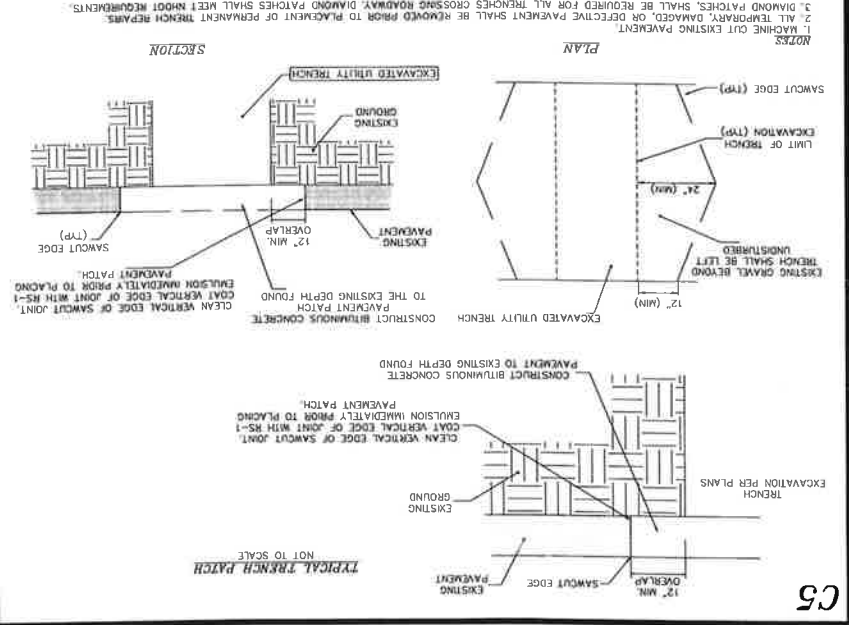 C5
12" MIN.
OVERLAP
SAWCUT EDGE
EXISTING
PAVEMENT
TYPICAL TRENCH PATCH
NOT TO SCALE
TRENCH
EXCAVATION PER PLANS
EXISTING
GROUND
CLEAN VERTICAL EDGE OF SAWCUT JOINT.
COAT VERTICAL EDGE OF JOINT WITH RS-1
EMULSION IMMEDIATELY PRIOR TO PLACING
PAVEMENT PATCH.
CONSTRUCT BITUMINOUS CONCRETE
PAVEMENT TO EXISTING DEPTH FOUND
EXCAVATED UTILITY TRENCH
12" (MIN)
EXISTING GRAVEL BEYOND
TRENCH SHALL BE LEFT
UNDISTURBED
24" (MIN)
LIMIT OF TRENCH
EXCAVATION (TYP)
SAWCUT EDGE (TYP)
PLAN
CONSTRUCT BITUMINOUS CONCRETE
PAVEMENT PATCH
TO THE EXISTING DEPTH FOUND
CLEAN VERTICAL EDGE OF SAWCUT JOINT.
COAT VERTICAL EDGE OF JOINT WITH RS-1
EMULSION IMMEDIATELY PRIOR TO PLACING
PAVEMENT PATCH.
EXISTING
PAVEMENT
12" MIN.
OVERLAP
SAWCUT EDGE
(TYP)
EXISTING
GROUND
EXCAVATED UTILITY TRENCH
SECTION
NOTES
1. MACHINE CUT EXISTING PAVEMENT.
2. ALL TEMPORARY, DAMAGED, OR DEFECTIVE PAVEMENT SHALL BE REMOVED PRIOR TO PLACEMENT OF PERMANENT TRENCH REPAIRS.
3. DIAMOND PATCHES, SHALL BE REQUIRED FOR ALL TRENCHES CROSSING ROADWAY. DIAMOND PATCHES SHALL MEET NHDOT REQUIREMENTS.